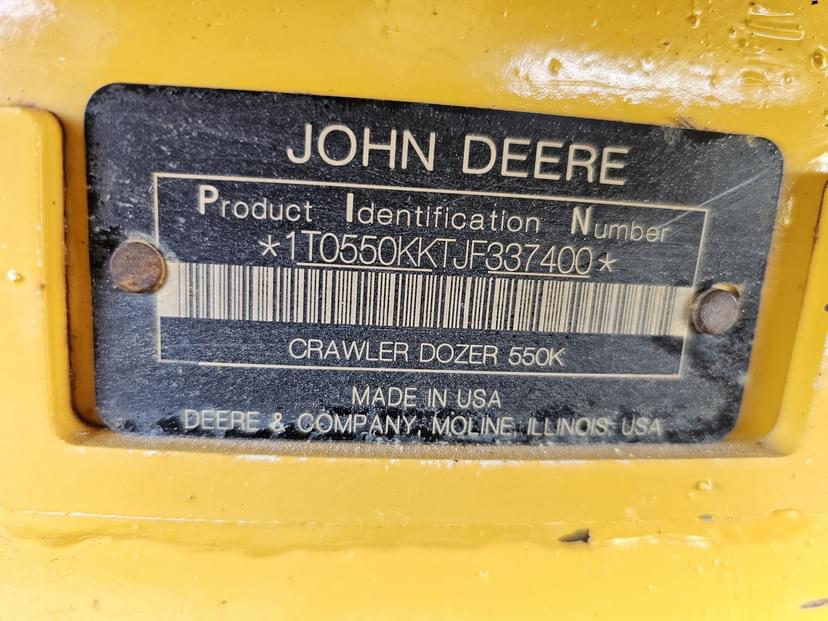 JOHN DEERE
Product Identification Number
*1T0550KKTJF337400*
CRAWLER DOZER 550K
MADE IN USA
DEERE & COMPANY MOLINE, ILLINOIS USA